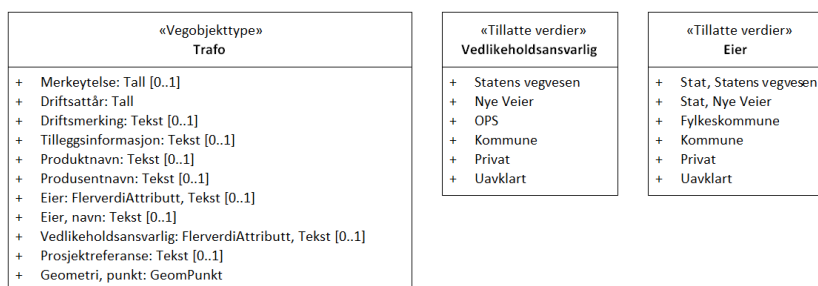 «Vegobjekttype»
Trafo
+ Merkeytelse: Tall [0..1]
+ Driftsattår: Tall
+ Driftsmerking: Tekst [0..1]
+ Tilleggsinformasjon: Tekst [0..1]
+ Produktnavn: Tekst [0..1]
+ Produsentnavn: Tekst [0..1]
+ Eier: FlerverdiAttributt, Tekst [0..1]
+ Eier, navn: Tekst [0..1]
+ Vedlikeholdsansvarlig: FlerverdiAttributt, Tekst [0..1]
+ Prosjektreferanse: Tekst [0..1]
+ Geometri, punkt: GeomPunkt
«Tillatte verdier»
Vedlikeholdsansvarlig
+ Statens vegvesen
+ Nye Veier
+ OPS
+ Kommune
+ Privat
+ Uavklart
«Tillatte verdier»
Eier
+ Stat, Statens vegvesen
+ Stat, Nye Veier
+ Fylkeskommune
+ Kommune
+ Privat
+ Uavklart